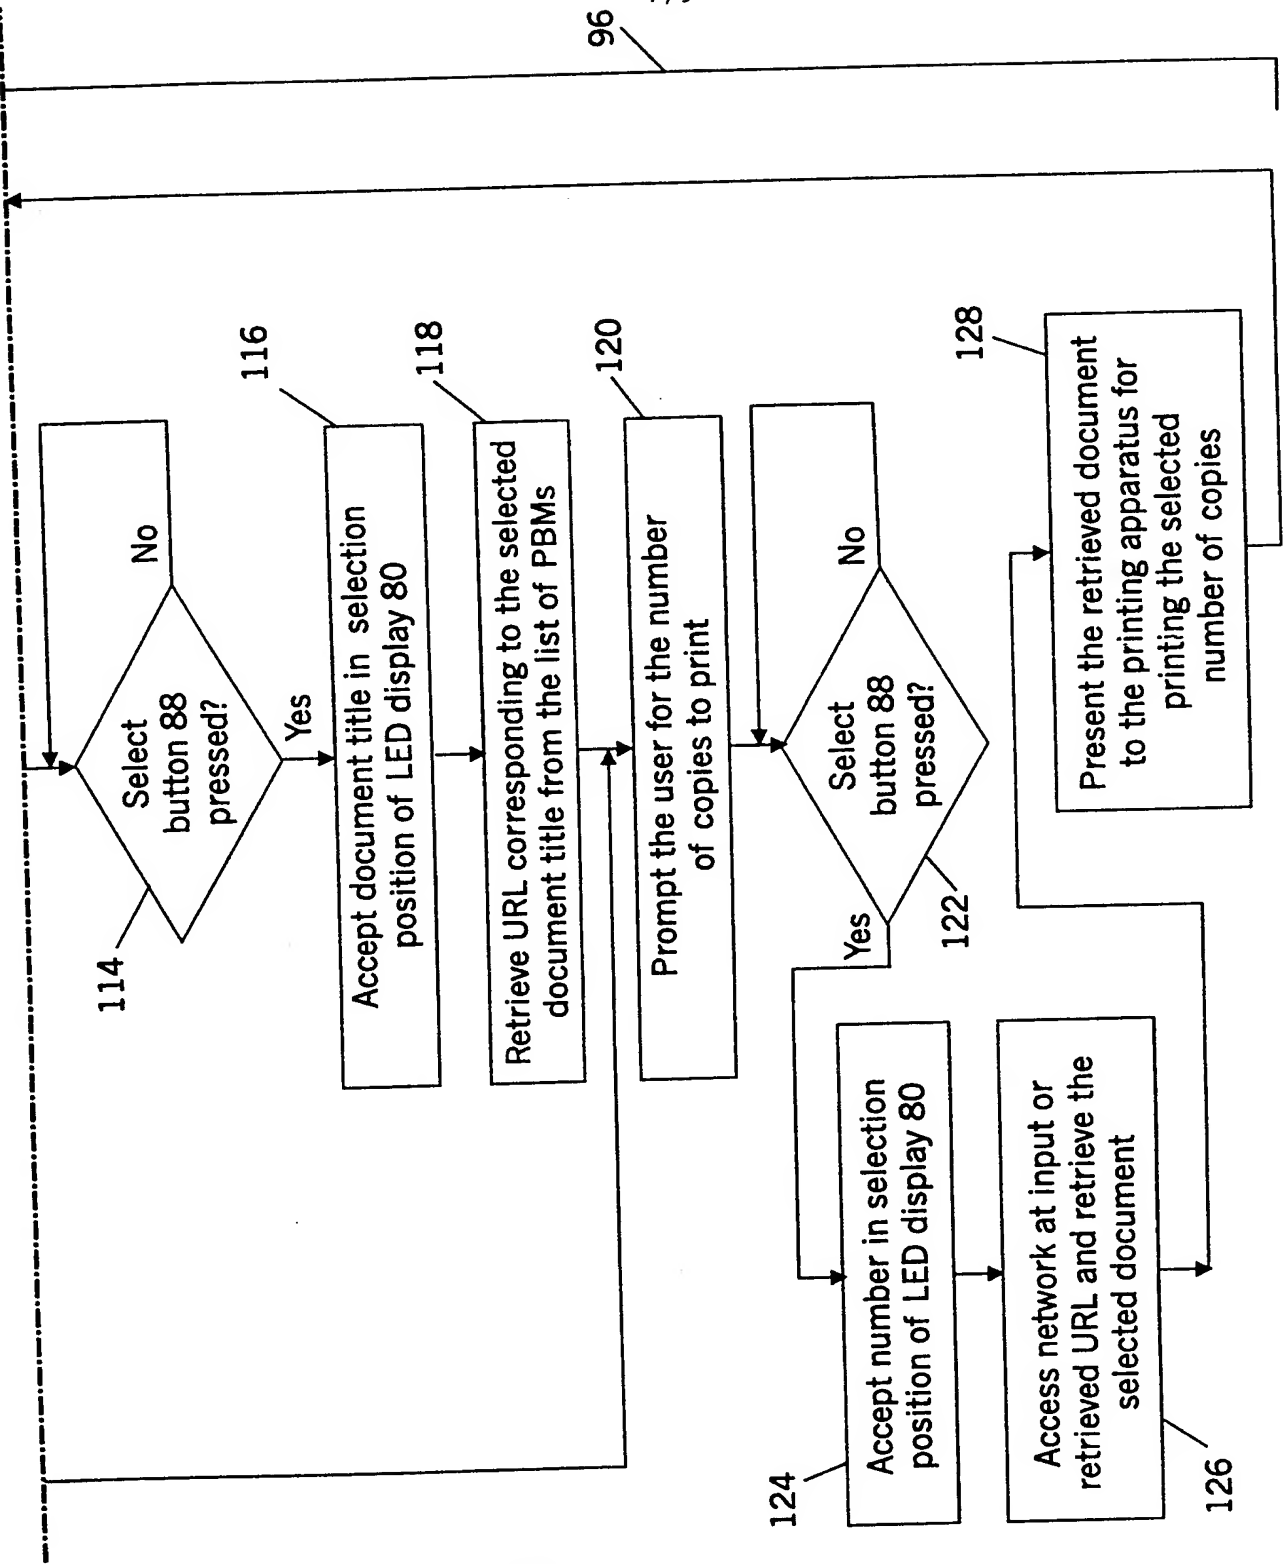 96
Select
button 88
pressed?
No
Yes
114
116
Accept document title in selection
position of LED display 80
118
Retrieve URL corresponding to the selected
document title from the list of PBMs
120
Prompt the user for the number
of copies to print
Select
button 88
pressed?
No
Yes
122
124
Accept number in selection
position of LED display 80
Access network at input or
retrieved URL and retrieve the
selected document
126
128
Present the retrieved document
to the printing apparatus for
printing the selected
number of copies